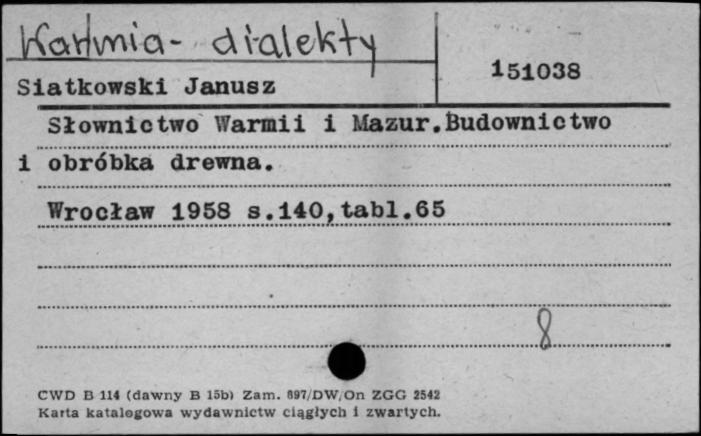 Warmia - dialekty
151038
Siatkowski Janusz
Słownictwo Warmii i Mazur.Budownictwo
i obróbka drewna.
Wrocław 1958 s.140,tabl.65
8
CWD B 114 (dawny B 15b) Zam. 897/DW/On ZGG 2542
Karta katalogowa wydawnictw ciągłych i zwartych.